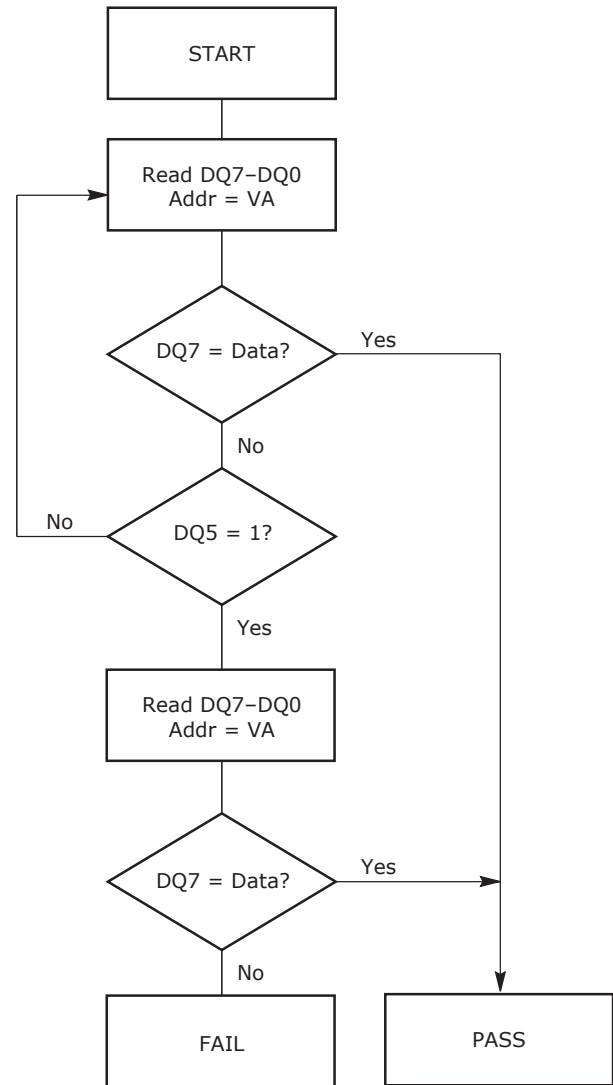 START
Read DQ7–DQ0
Addr = VA
DQ7 = Data?
Yes
No
No
DQ5 = 1?
Yes
Read DQ7–DQ0
Addr = VA
DQ7 = Data?
Yes
No
FAIL
PASS